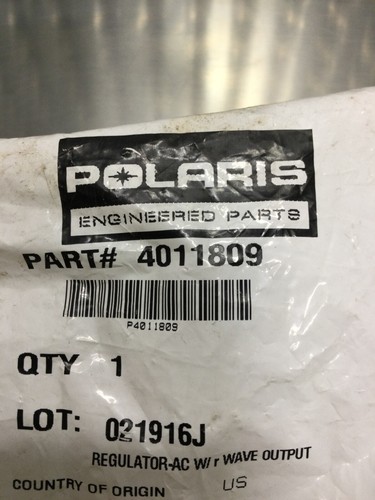 POLARIS
ENGINEERED PARTS
PART# 4011809
P4011809
QTY 1
LOT: 021916J
REGULATOR-AC W/r WAVE OUTPUT
COUNTRY OF ORIGIN US